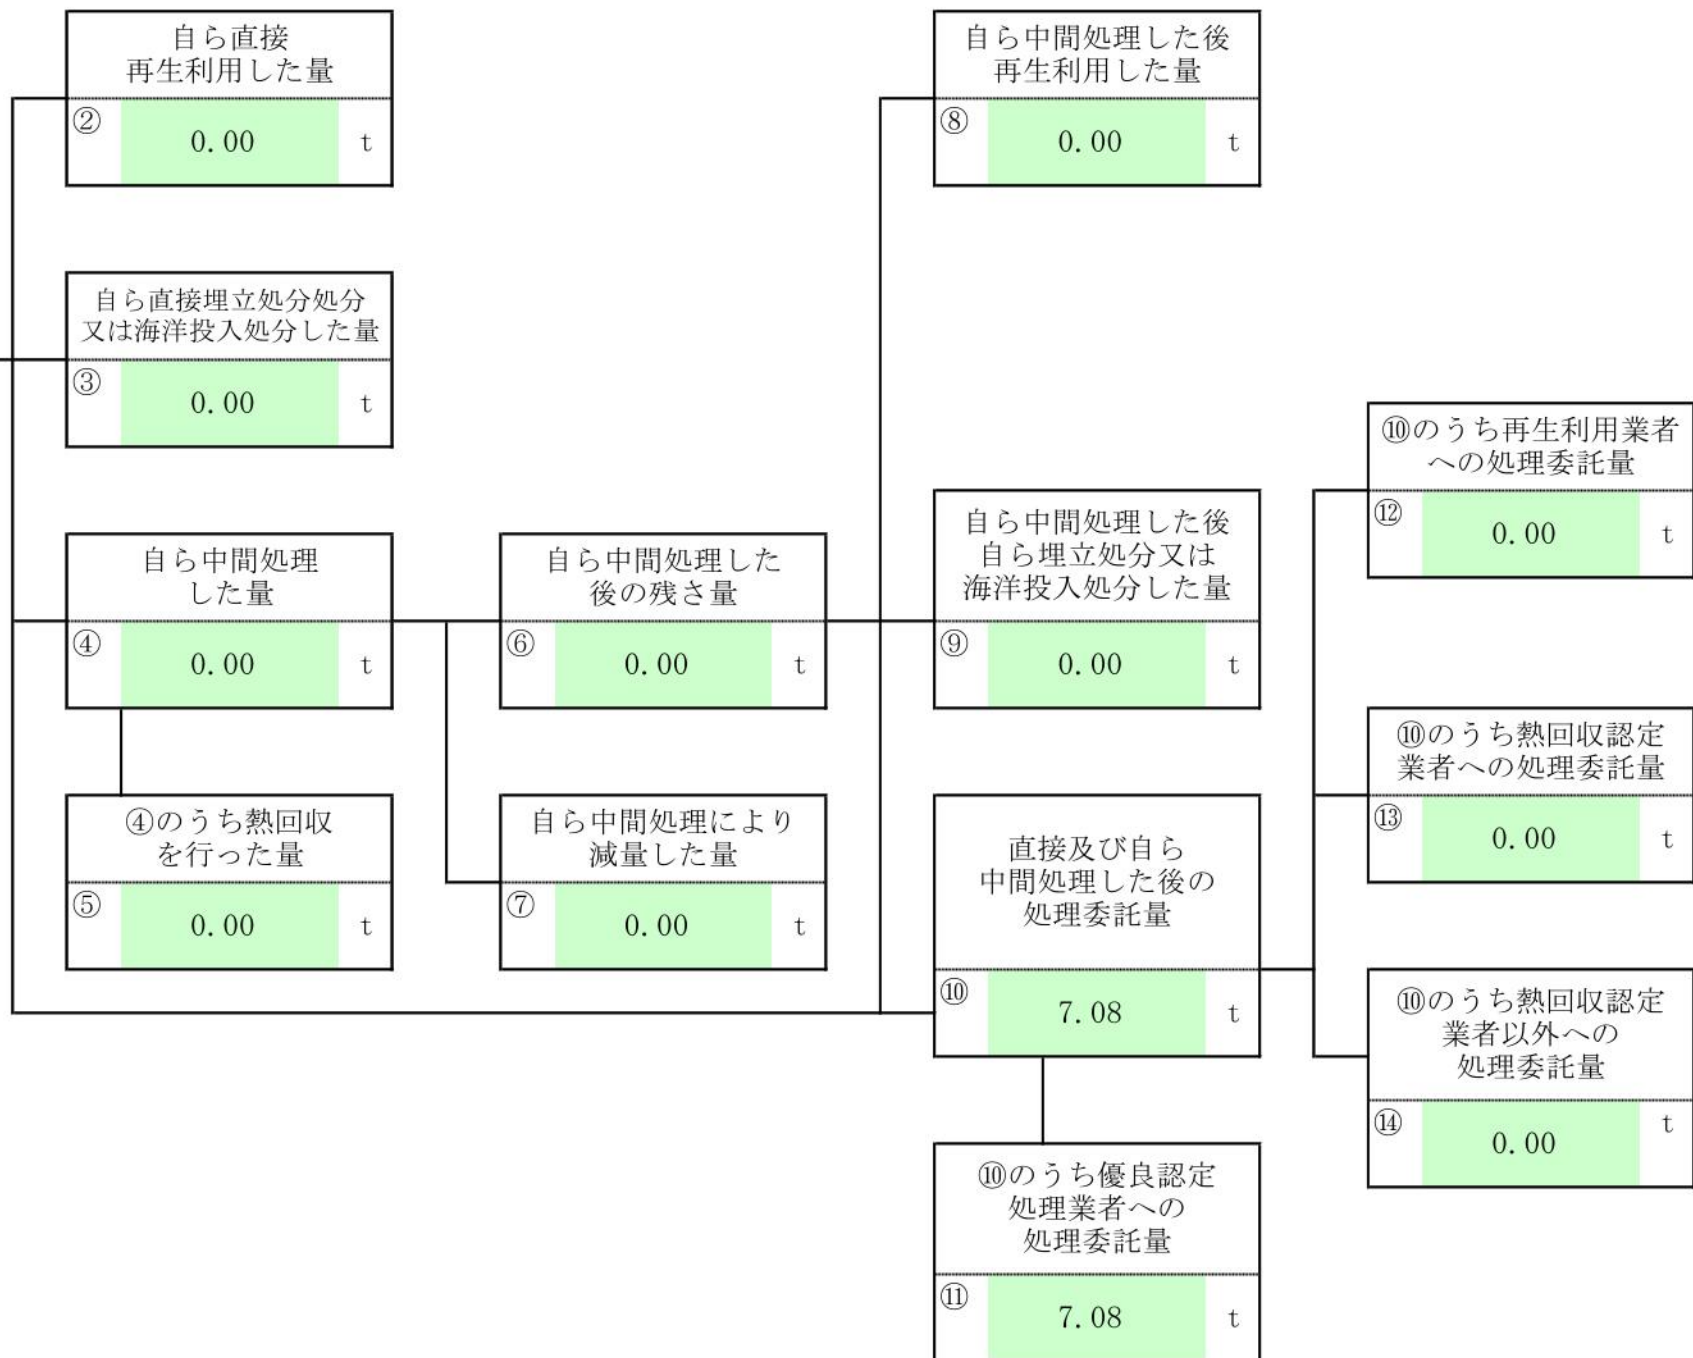 自ら直接
再生利用した量
② 0.00 t
自ら中間処理した後
再生利用した量
⑧ 0.00 t
自ら直接埋立処分処分
又は海洋投入処分した量
③ 0.00 t
⑩のうち再生利用業者
への処理委託量
⑫ 0.00 t
自ら中間処理
した量
④ 0.00 t
自ら中間処理した
後の残さ量
⑥ 0.00 t
自ら中間処理した後
自ら埋立処分又は
海洋投入処分した量
⑨ 0.00 t
⑩のうち熱回収認定
業者への処理委託量
⑬ 0.00 t
④のうち熱回収
を行った量
⑤ 0.00 t
自ら中間処理により
減量した量
⑦ 0.00 t
直接及び自ら
中間処理した後の
処理委託量
⑩ 7.08 t
⑩のうち熱回収認定
業者以外への
処理委託量
⑭ 0.00 t
⑩のうち優良認定
処理業者への
処理委託量
⑪ 7.08 t